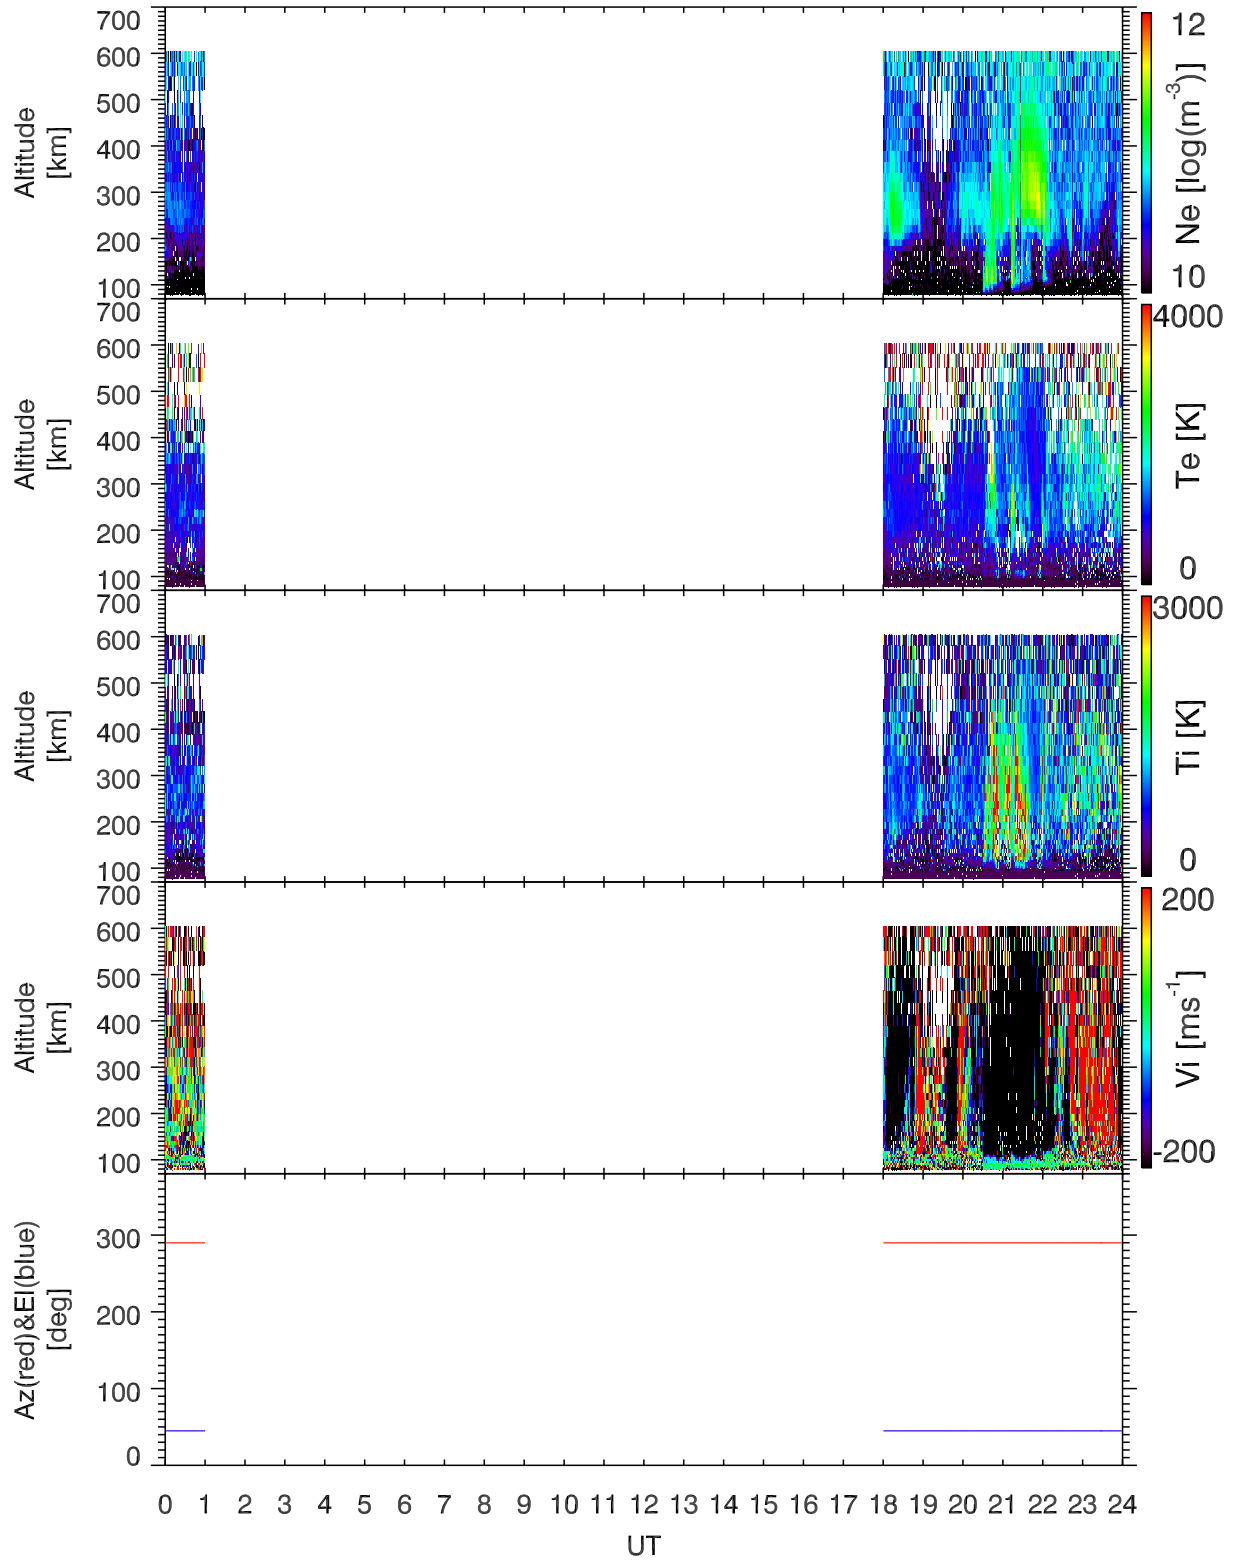 700
600
500
400
300
200
100
Altitude
[km]
12
10
Ne [log(m⁻³)]
700
600
500
400
300
200
100
Altitude
[km]
4000
0
Te [K]
700
600
500
400
300
200
100
Altitude
[km]
3000
0
Ti [K]
700
600
500
400
300
200
100
Altitude
[km]
200
-200
Vi [ms⁻¹]
300
200
100
0
Az(red)&El(blue)
[deg]
0 1 2 3 4 5 6 7 8 9 10 11 12 13 14 15 16 17 18 19 20 21 22 23 24
UT